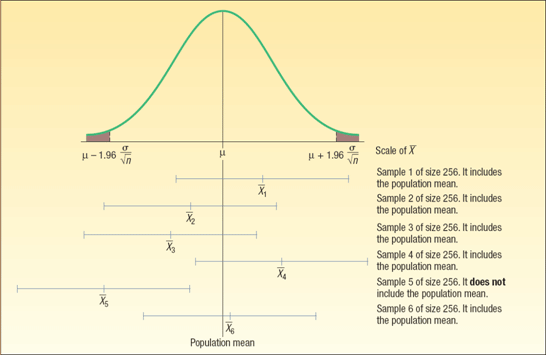 μ – 1.96 σ/√n
μ
μ + 1.96 σ/√n
Scale of X̅
Sample 1 of size 256. It includes
the population mean.
X̅1
Sample 2 of size 256. It includes
the population mean.
X̅2
Sample 3 of size 256. It includes
the population mean.
X̅3
Sample 4 of size 256. It includes
the population mean.
X̅4
Sample 5 of size 256. It does not
include the population mean.
X̅5
Sample 6 of size 256. It includes
the population mean.
X̅6
Population mean